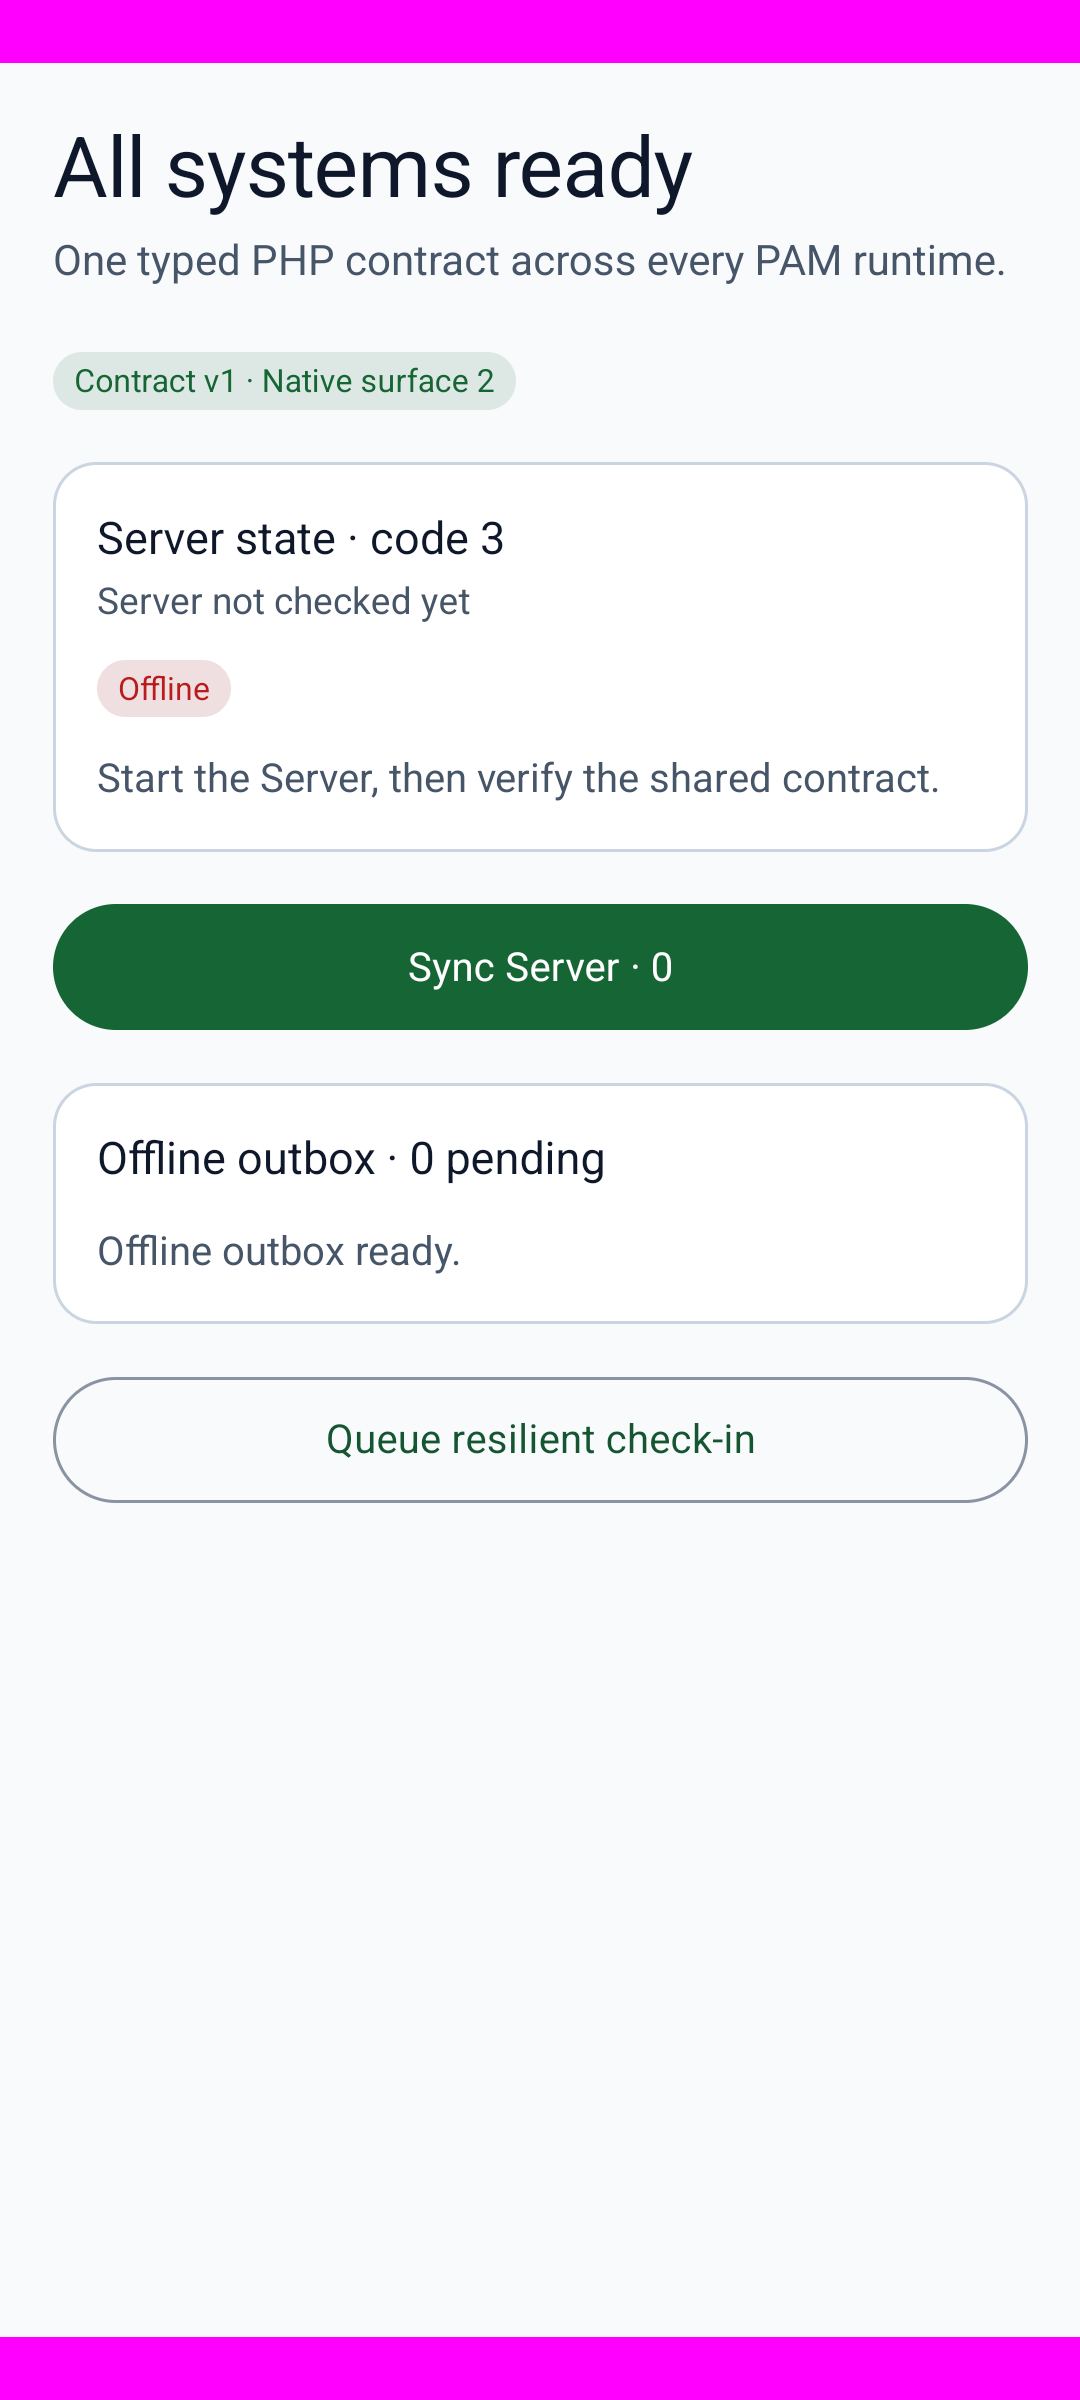 All systems ready
One typed PHP contract across every PAM runtime.
Contract v1 · Native surface 2
Server state · code 3
Server not checked yet
Offline
Start the Server, then verify the shared contract.
Sync Server · 0
Offline outbox · 0 pending
Offline outbox ready.
Queue resilient check-in